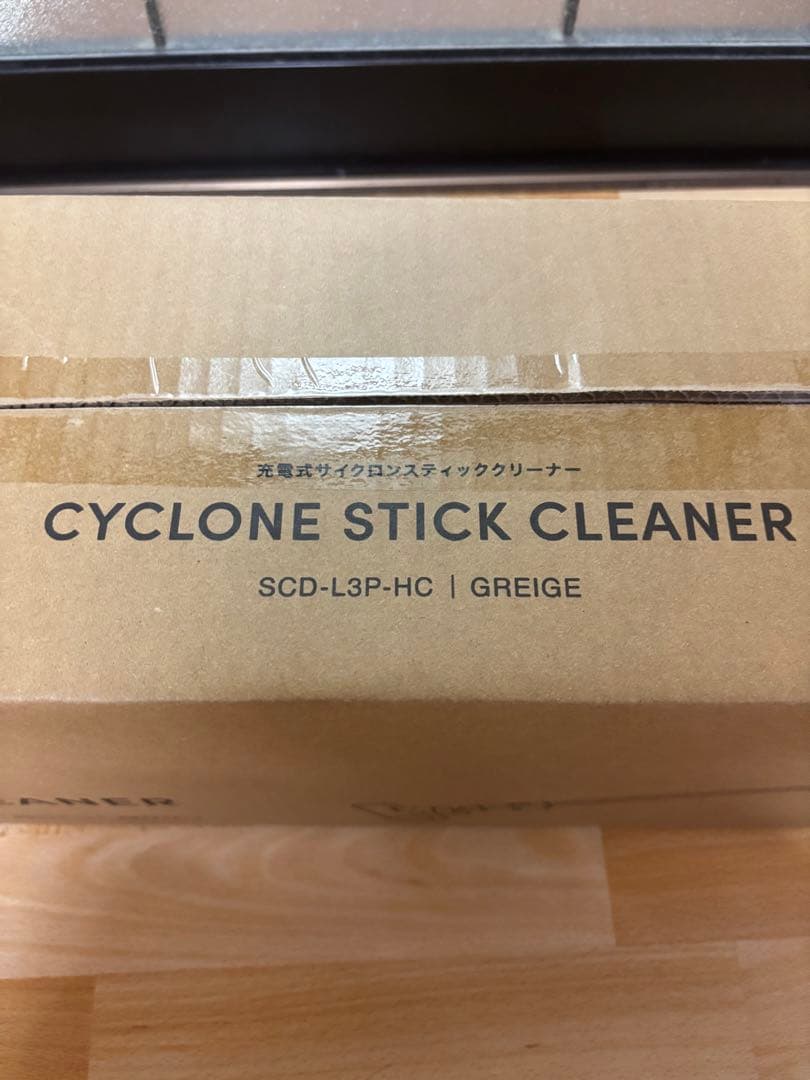 充電式サイクロンスティッククリーナー
CYCLONE STICK CLEANER
SCD-L3P-HC | GREIGE